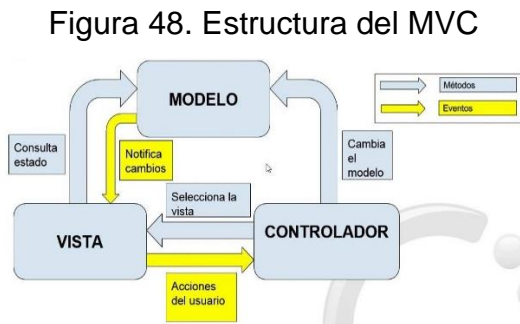 Figura 48. Estructura del MVC
MODELO
Métodos
Eventos
Consulta
estado
Notifica
cambios
Cambia
el
modelo
Selecciona la
vista
VISTA
CONTROLADOR
Acciones
del usuario